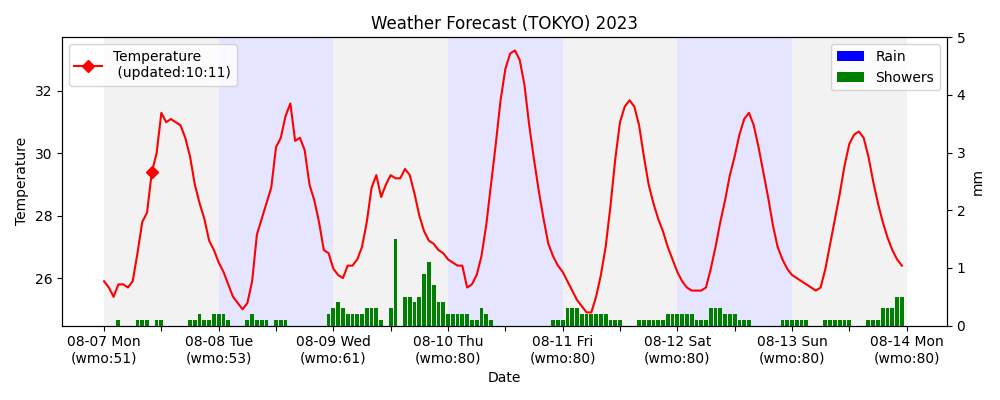 Weather Forecast (TOKYO) 2023
Temperature
(updated:10:11)
Rain
Showers
Temperature
32
30
28
26
5
4
3
2
1
0
mm
08-07 Mon 08-08 Tue 08-09 Wed 08-10 Thu 08-11 Fri 08-12 Sat 08-13 Sun 08-14 Mon
(wmo:51) (wmo:53) (wmo:61) (wmo:80) (wmo:80) (wmo:80) (wmo:80) (wmo:80)
Date